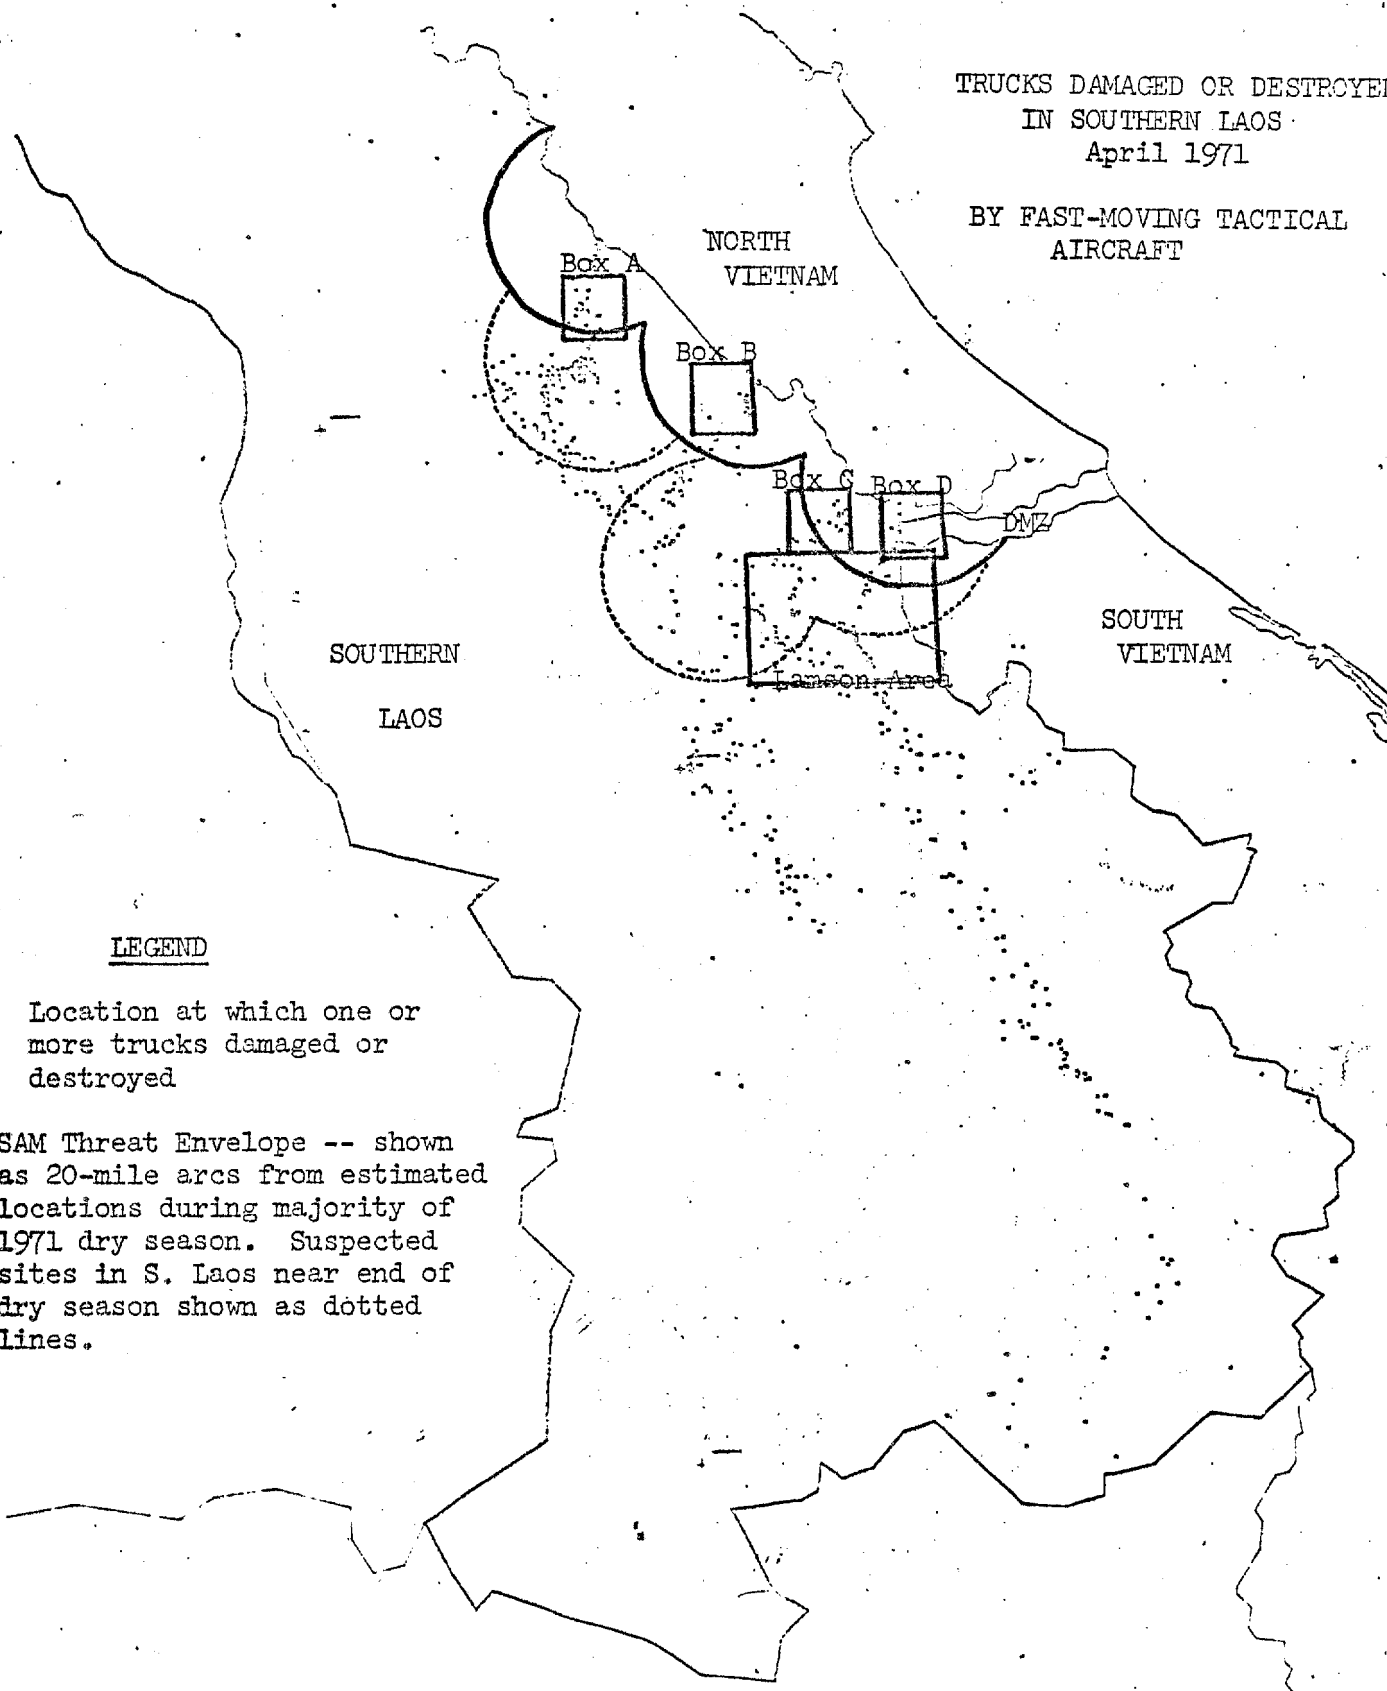 TRUCKS DAMAGED OR DESTROYED
IN SOUTHERN LAOS
April 1971
BY FAST-MOVING TACTICAL
AIRCRAFT
NORTH
VIETNAM
Box A
Box B
Box C
Box D
DMZ
SOUTH
VIETNAM
SOUTHERN
LAOS
Lamson Area
LEGEND
Location at which one or
more trucks damaged or
destroyed
SAM Threat Envelope -- shown
as 20-mile arcs from estimated
locations during majority of
1971 dry season. Suspected
sites in S. Laos near end of
dry season shown as dotted
lines.